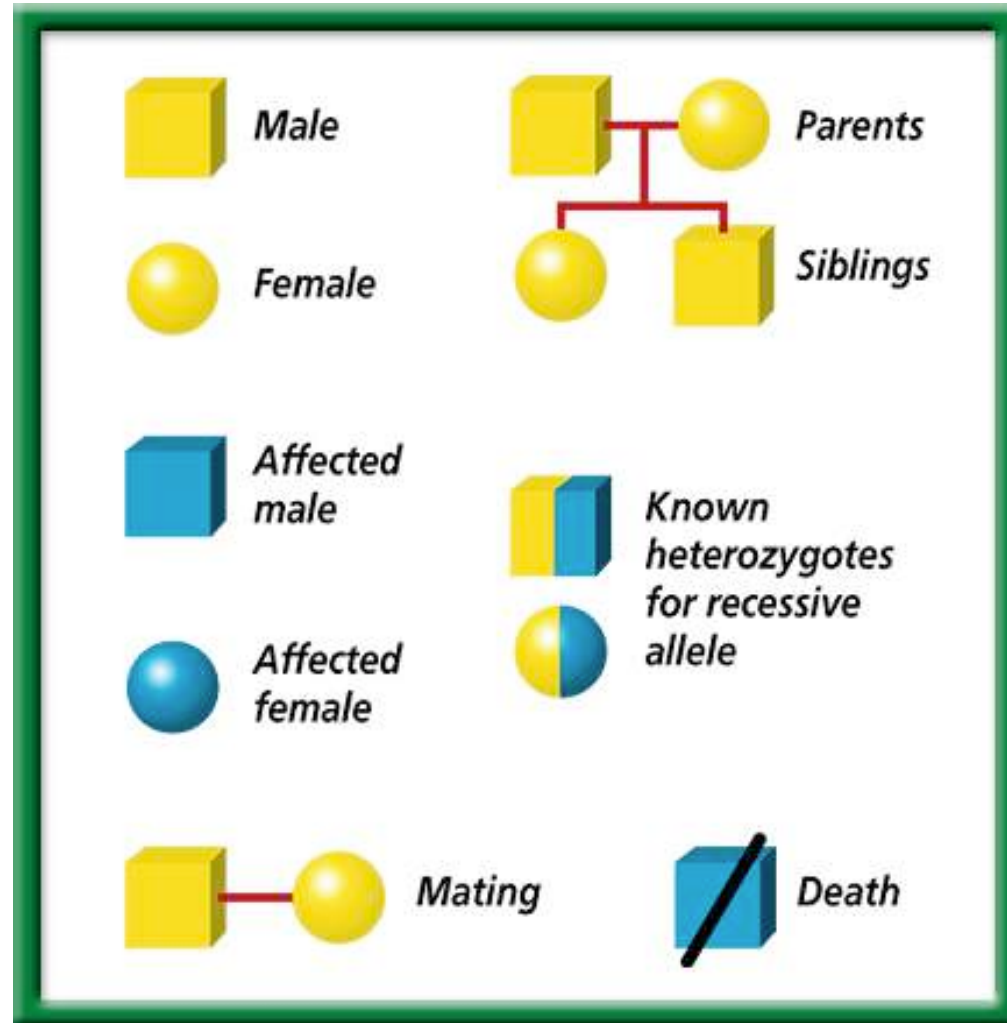 Male
Parents
Female
Siblings
Affected
male
Known
heterozygotes
for recessive
allele
Affected
female
Mating
Death